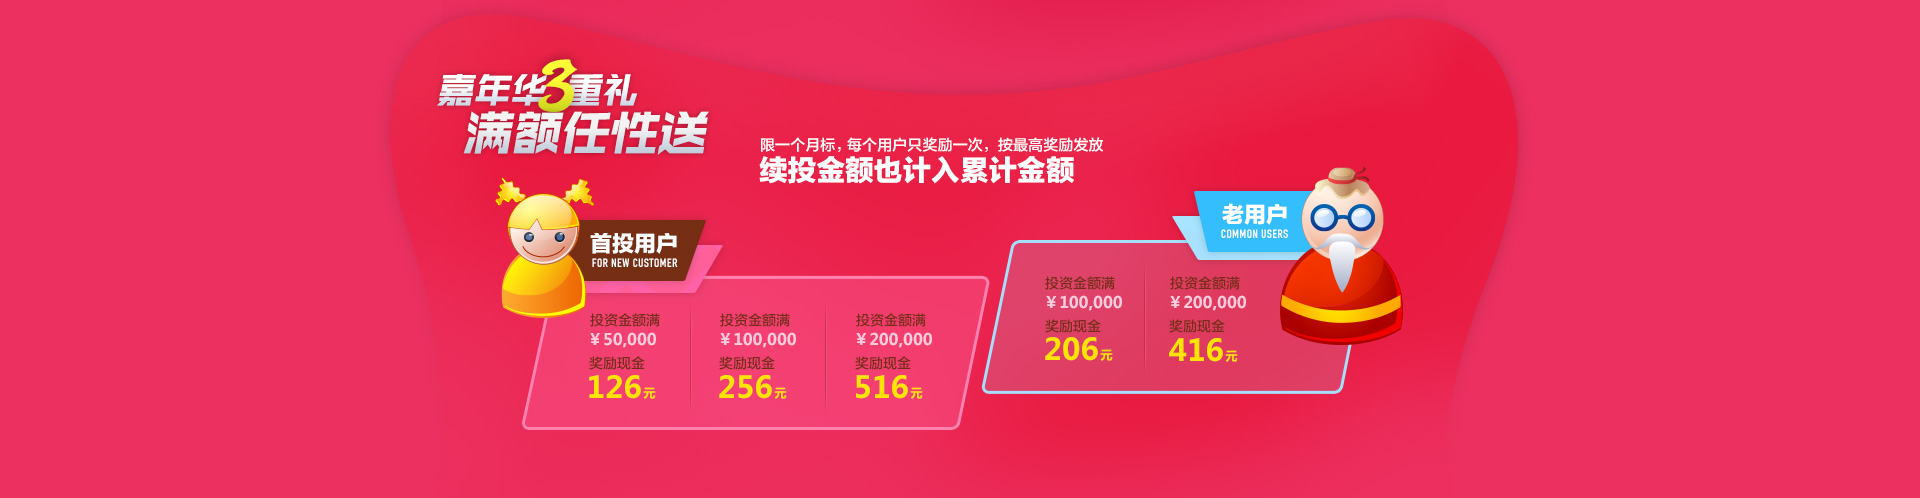 嘉年华3重礼
满额任性送
限一个月标，每个用户只奖励一次，按最高奖励发放
续投金额也计入累计金额
首投用户
FOR NEW CUSTOMER
投资金额满
￥50,000
奖励现金
126元
投资金额满
￥100,000
奖励现金
256元
投资金额满
￥200,000
奖励现金
516元
老用户
COMMON USERS
投资金额满
￥100,000
奖励现金
206元
投资金额满
￥200,000
奖励现金
416元